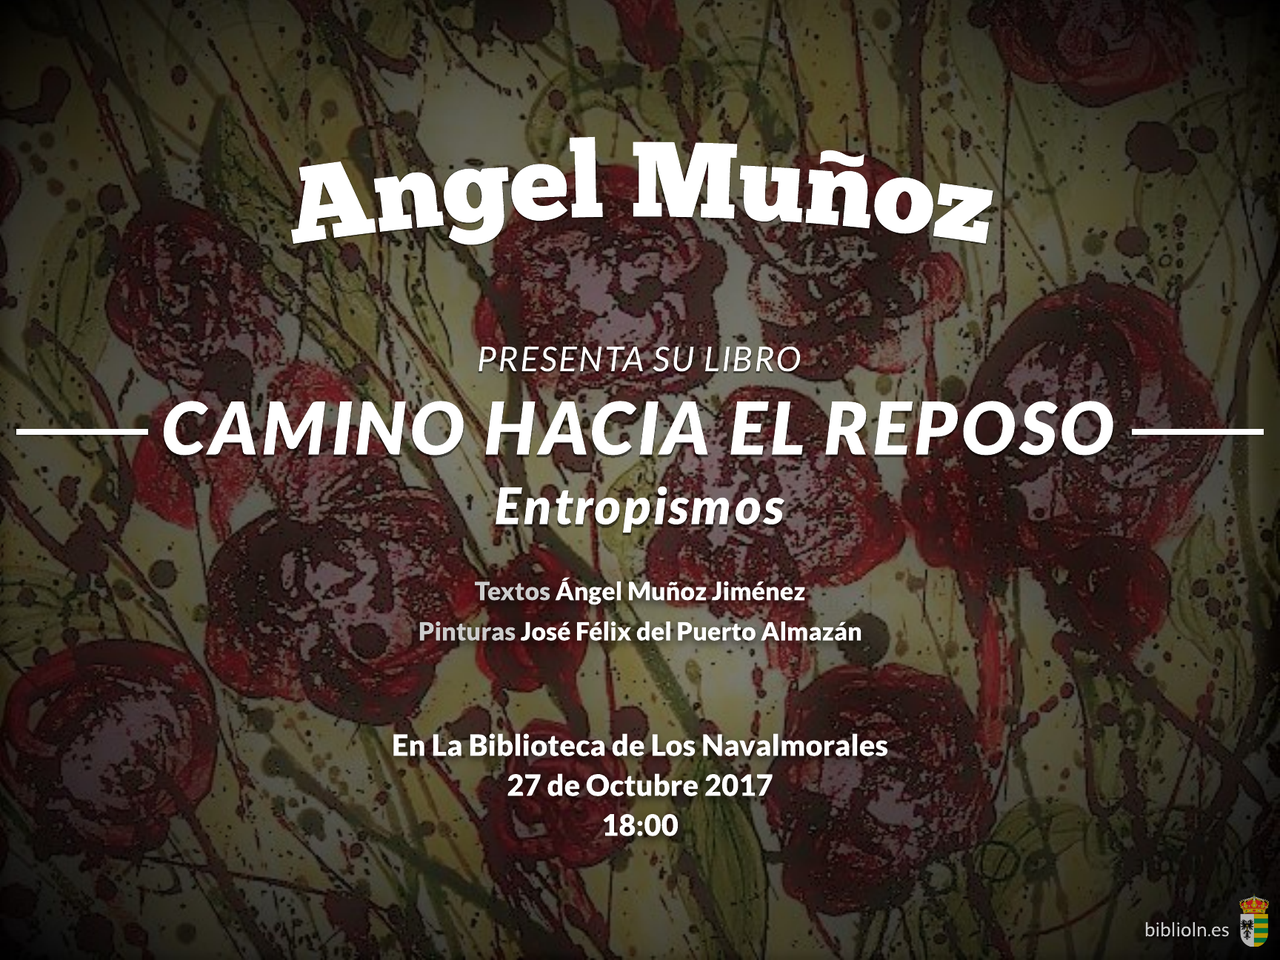 Angel Muñoz
PRESENTA SU LIBRO
CAMINO HACIA EL REPOSO
Entropismos
Textos Ángel Muñoz Jiménez
Pinturas José Félix del Puerto Almazán
En La Biblioteca de Los Navalmorales
27 de Octubre 2017
18:00
biblioln.es